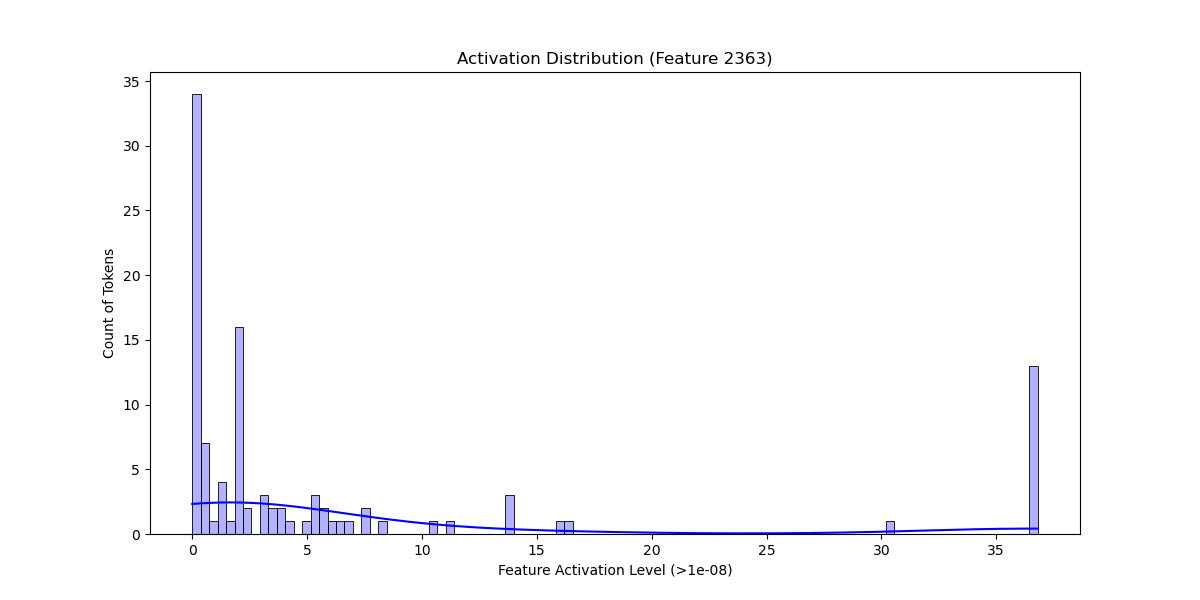 Activation Distribution (Feature 2363)
35
30
25
20
15
10
5
0
Count of Tokens
0 5 10 15 20 25 30 35
Feature Activation Level (>1e-08)